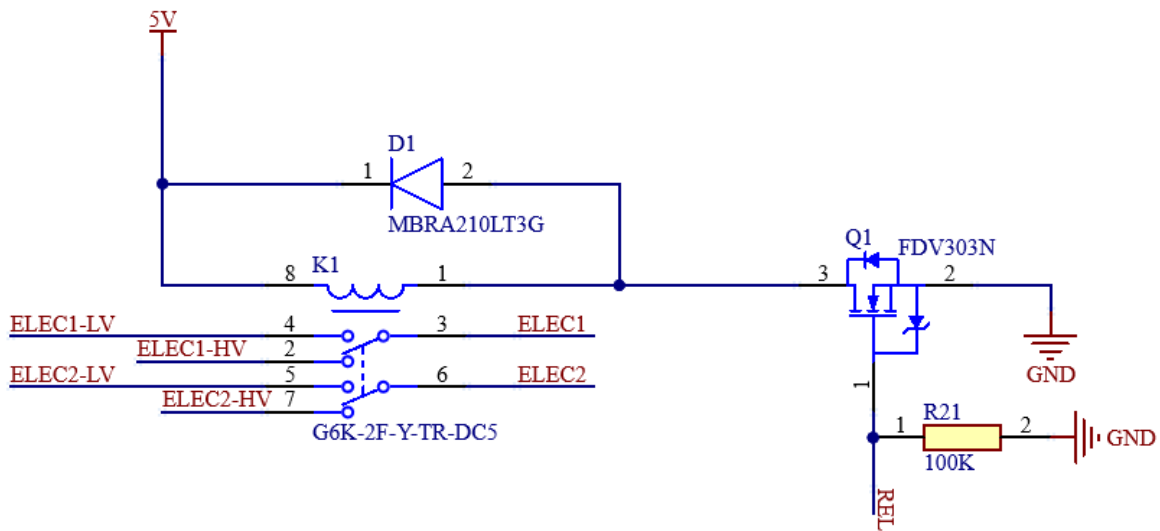 5V
D1
1
2
MBRA210LT3G
K1
8
1
Q1
FDV303N
3
2
ELEC1-LV
4
3
ELEC1
ELEC1-HV
2
ELEC2-LV
5
6
ELEC2
ELEC2-HV
7
G6K-2F-Y-TR-DC5
GND
1
R21
1
2
GND
100K
REL